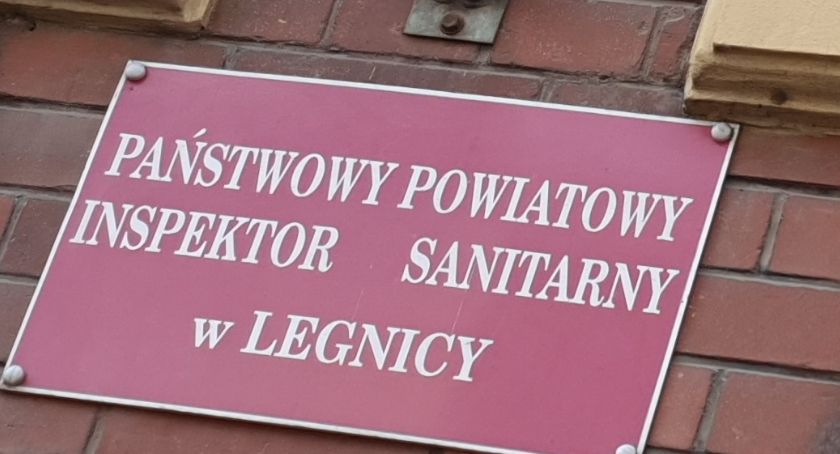 PAŃSTWOWY POWIATOWY
INSPEKTOR SANITARNY
w LEGNICY